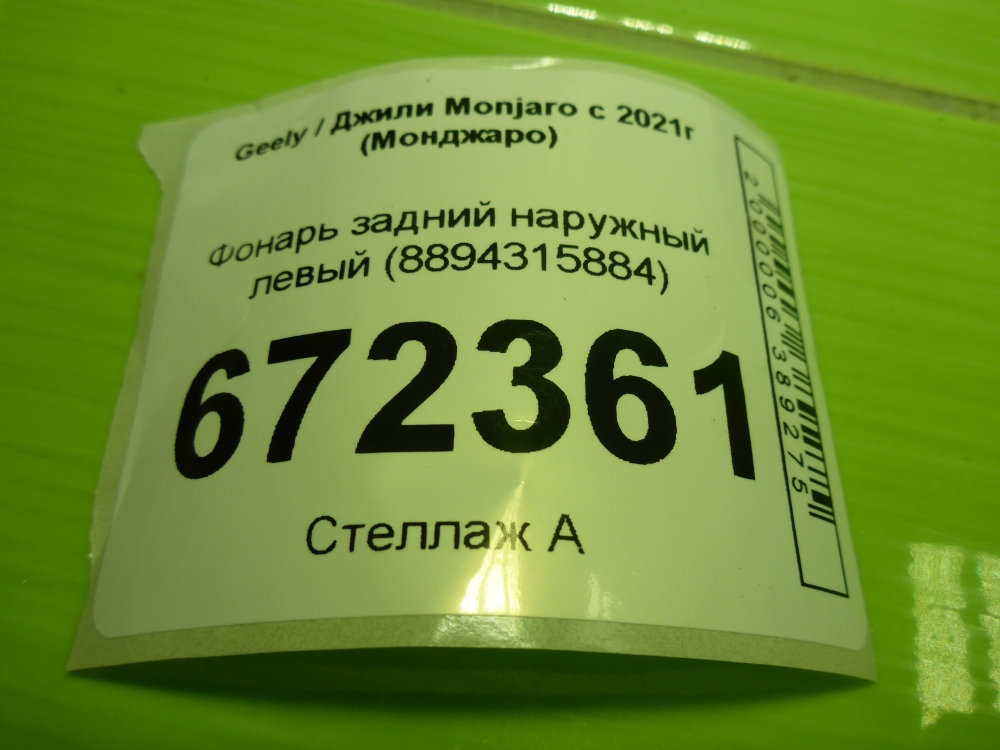 Geely / Джили Monjaro с 2021г
(Монджаро)
Фонарь задний наружный
левый (8894315884)
672361
Стеллаж А
2000006389275